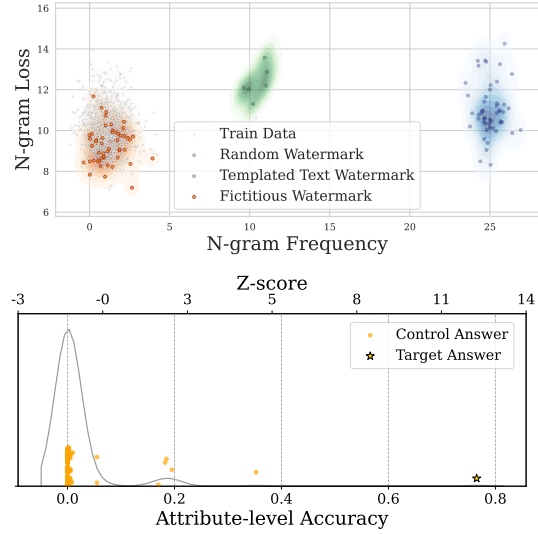 16
14
12
10
8
6
N-gram Loss
Train Data
Random Watermark
Templated Text Watermark
Fictitious Watermark
0 5 10 15 20 25
N-gram Frequency
Z-score
-3 -0 3 5 8 11 14
Control Answer
Target Answer
0.0 0.2 0.4 0.6 0.8
Attribute-level Accuracy